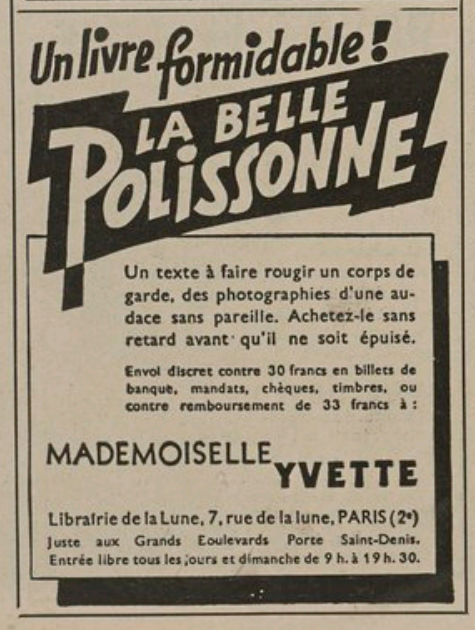 Un livre formidable !
LA BELLE
POLISSONNE
Un texte à faire rougir un corps de
garde, des photographies d'une au-
dace sans pareille. Achetez-le sans
retard avant qu'il ne soit épuisé.
Envoi discret contre 30 francs en billets de
banque, mandats, chèques, timbres, ou
contre remboursement de 33 francs à :
MADEMOISELLE
YVETTE
Librairie de la Lune, 7, rue de la lune, PARIS (2e)
Juste aux Grands Eoulevards Porte Saint-Denis.
Entrée libre tous les jours et dimanche de 9 h. à 19 h. 30.